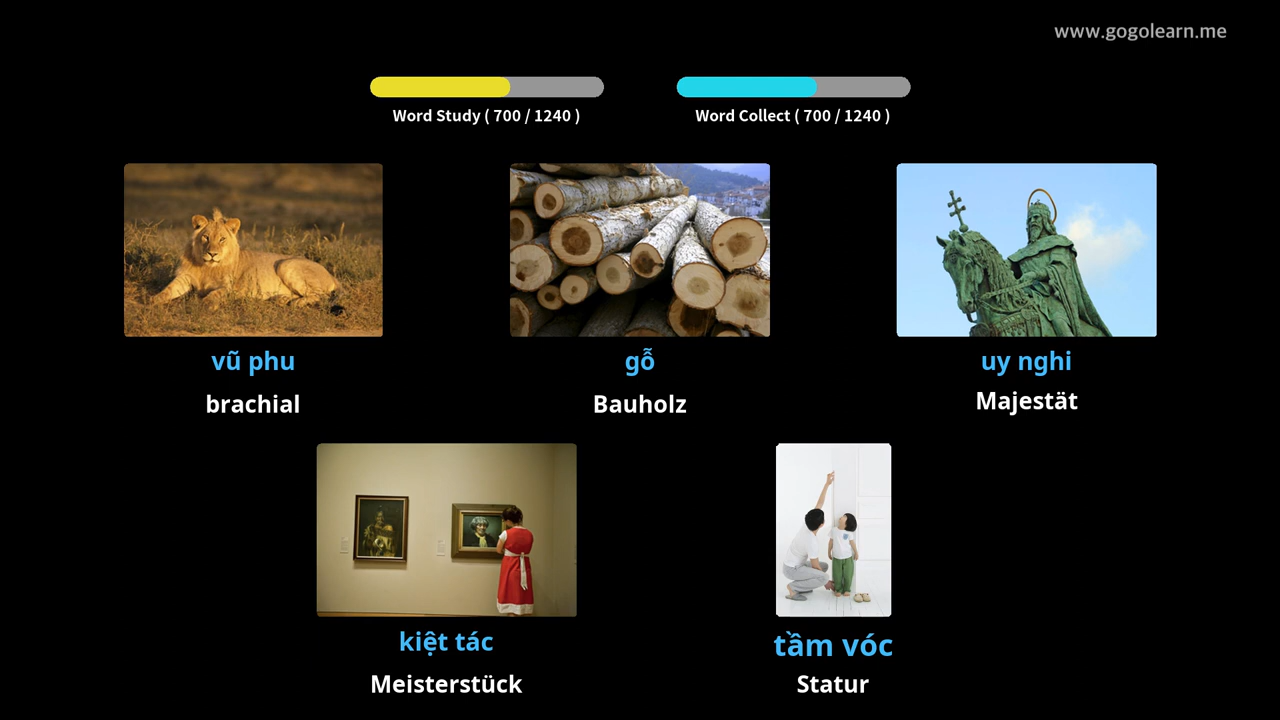 www.gogolearn.me
Word Study ( 700 / 1240 )
Word Collect ( 700 / 1240 )
vũ phu
brachial
gỗ
Bauholz
uy nghi
Majestät
kiệt tác
Meisterstück
tầm vóc
Statur